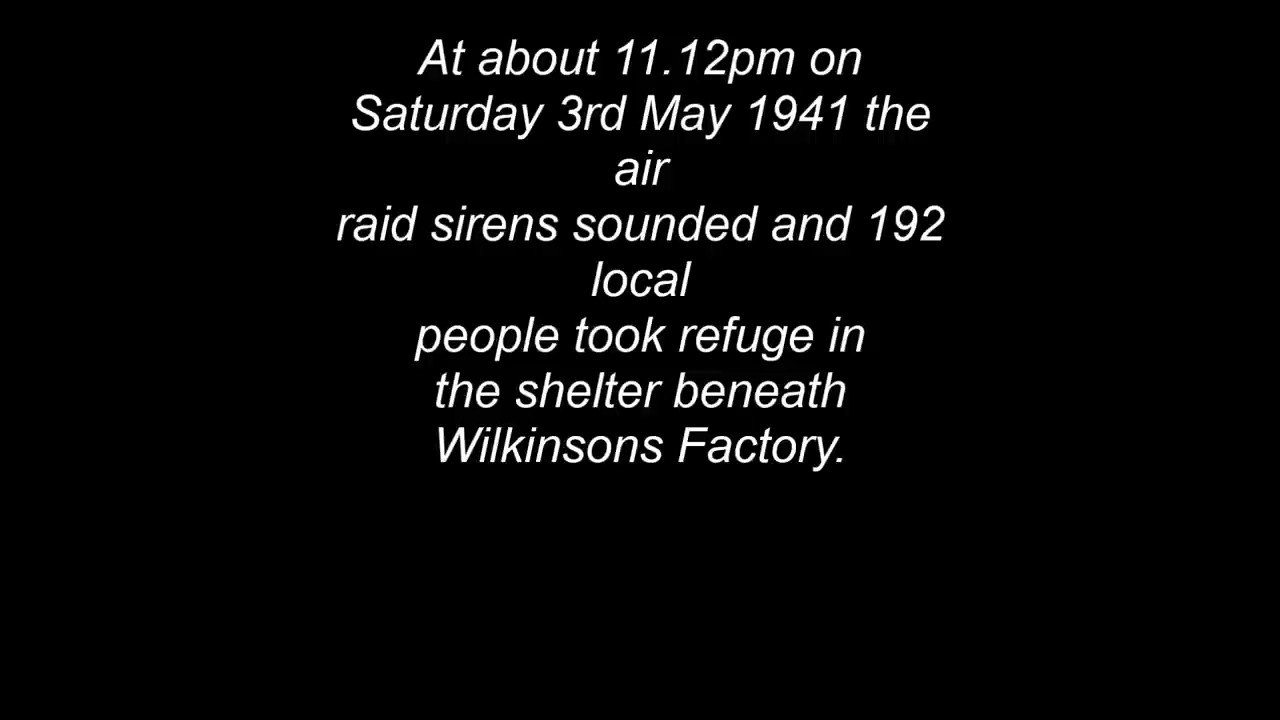 At about 11.12pm on
Saturday 3rd May 1941 the
air
raid sirens sounded and 192
local
people took refuge in
the shelter beneath
Wilkinsons Factory.